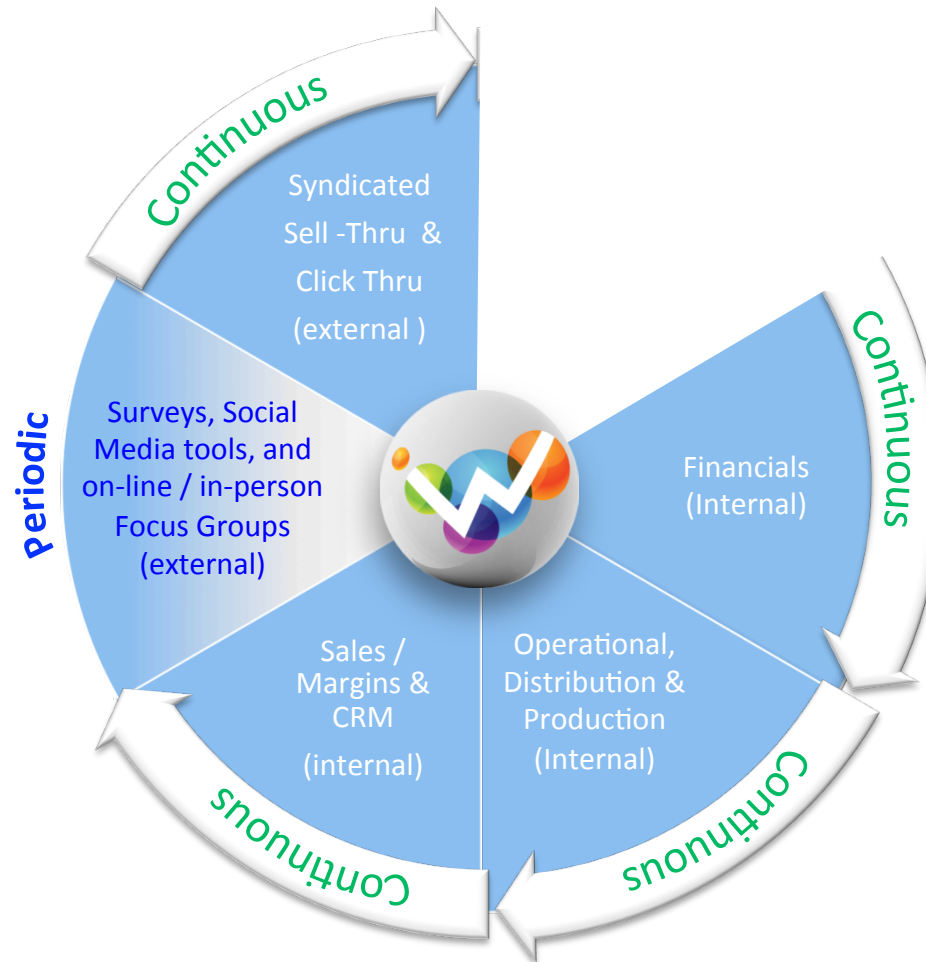 Continuous
Syndicated
Sell -Thru &
Click Thru
(external )
Continuous
Financials
(Internal)
Periodic
Surveys, Social
Media tools, and
on-line / in-person
Focus Groups
(external)
Sales /
Margins &
CRM
(internal)
Operational,
Distribution &
Production
(Internal)
Continuous
Continuous